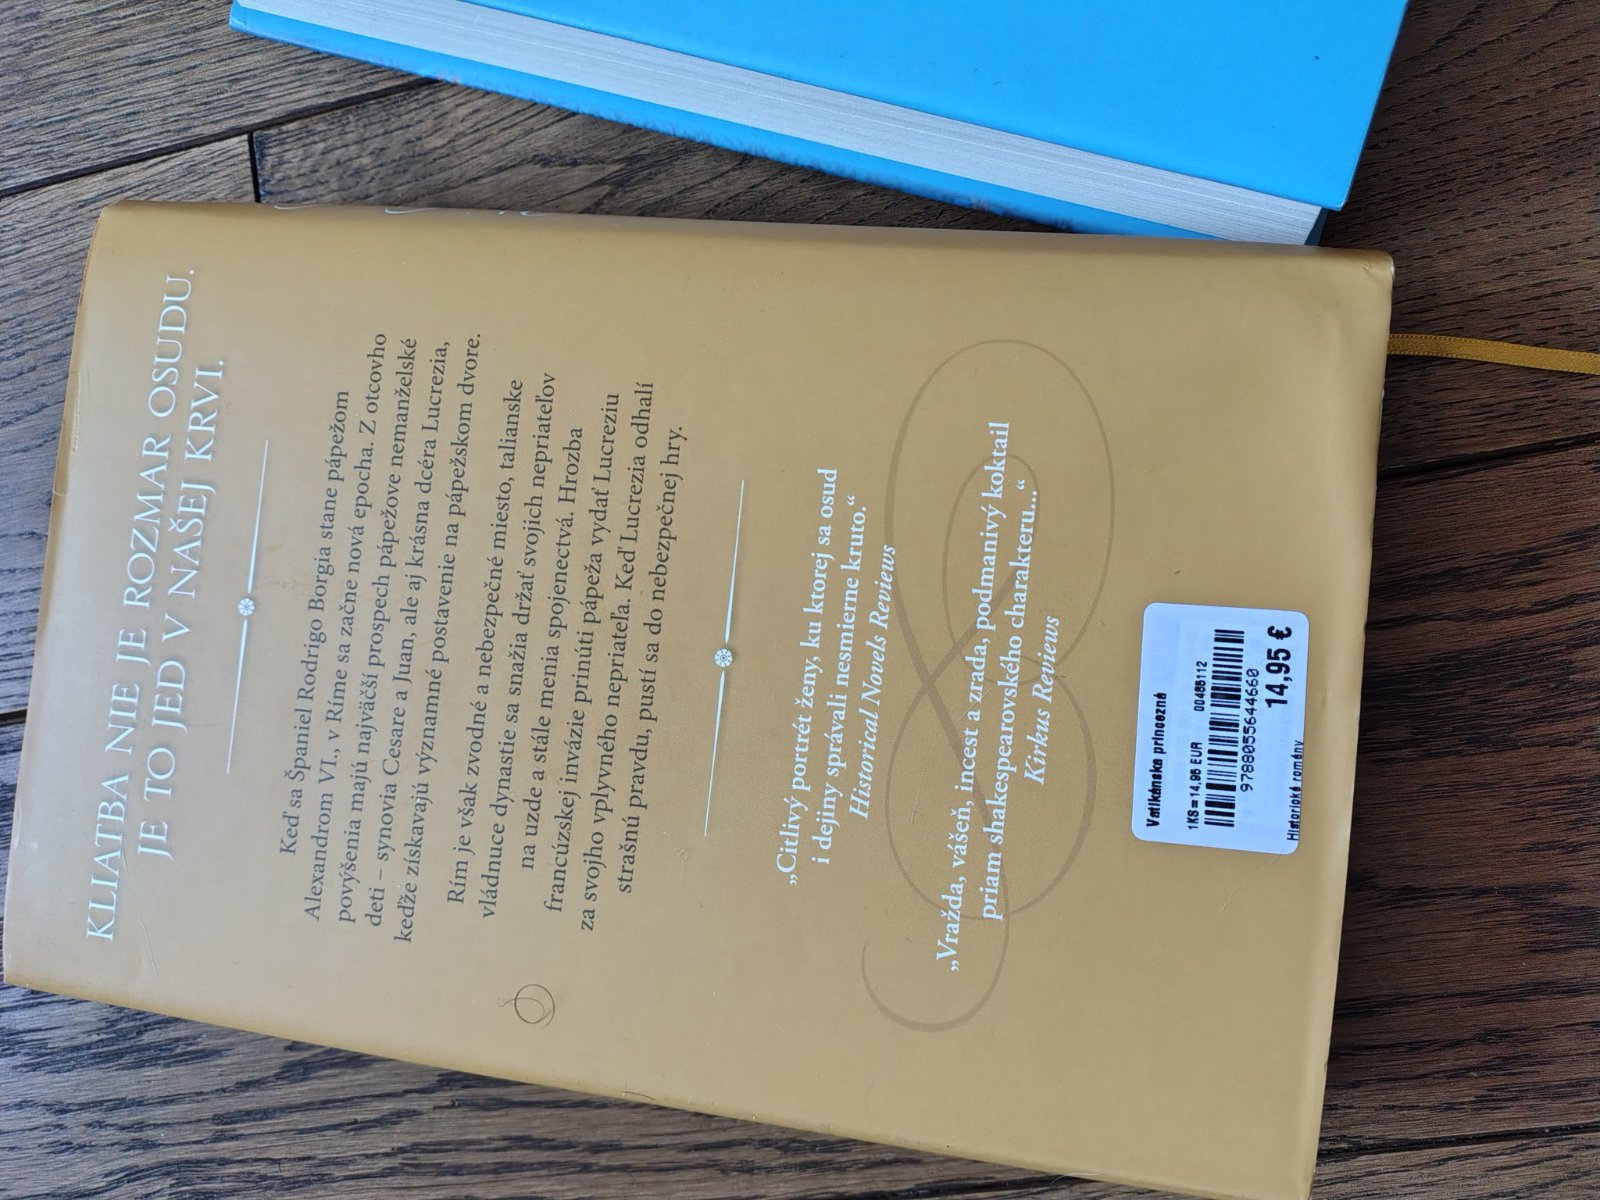 KLIATBA NIE JE ROZMAR OSUDU.
JE TO JED V NAŠEJ KRVI.
Keď sa Španiel Rodrigo Borgia stane pápežom
Alexandrom VI., v Ríme sa začne nová epocha. Z otcovho
povýšenia majú najväčší prospech pápežove nemanželské
deti – synovia Cesare a Juan, ale aj krásna dcéra Lucrezia,
keďže získavajú významné postavenie na pápežskom dvore.
Rím je však zvodné a nebezpečné miesto, talianske
vládnuce dynastie sa snažia držať svojich nepriateľov
na uzde a stále menia spojenectvá. Hrozba
francúzskej invázie prinúti pápeža vydať Lucreziu
za svojho vplyvného nepriateľa. Keď Lucrezia odhalí
strašnú pravdu, pustí sa do nebezpečnej hry.
„Citlivý portrét ženy, ku ktorej sa osud
i dejiny správali nesmierne kruto.“
Historical Novels Reviews
„Vražda, vášeň, incest a zrada, podmanivý koktail
priam shakespearovského charakteru...“
Kirkus Reviews
Vatikánska princezná
1KS=14,95 EUR 00485112
9788055644660
14,95 €
Historické romány